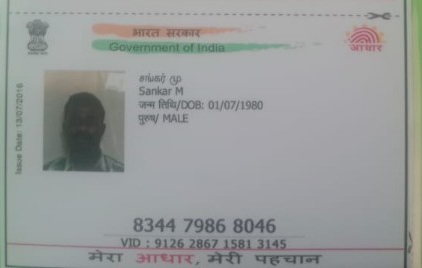 भारत सरकार
Government of India
आधार
Issue Date: 13/07/2016
சங்கர் மு
Sankar M
जन्म तिथि/DOB: 01/07/1980
पुरुष/ MALE
8344 7986 8046
VID : 9126 2867 1581 3145
मेरा आधार, मेरी पहचान